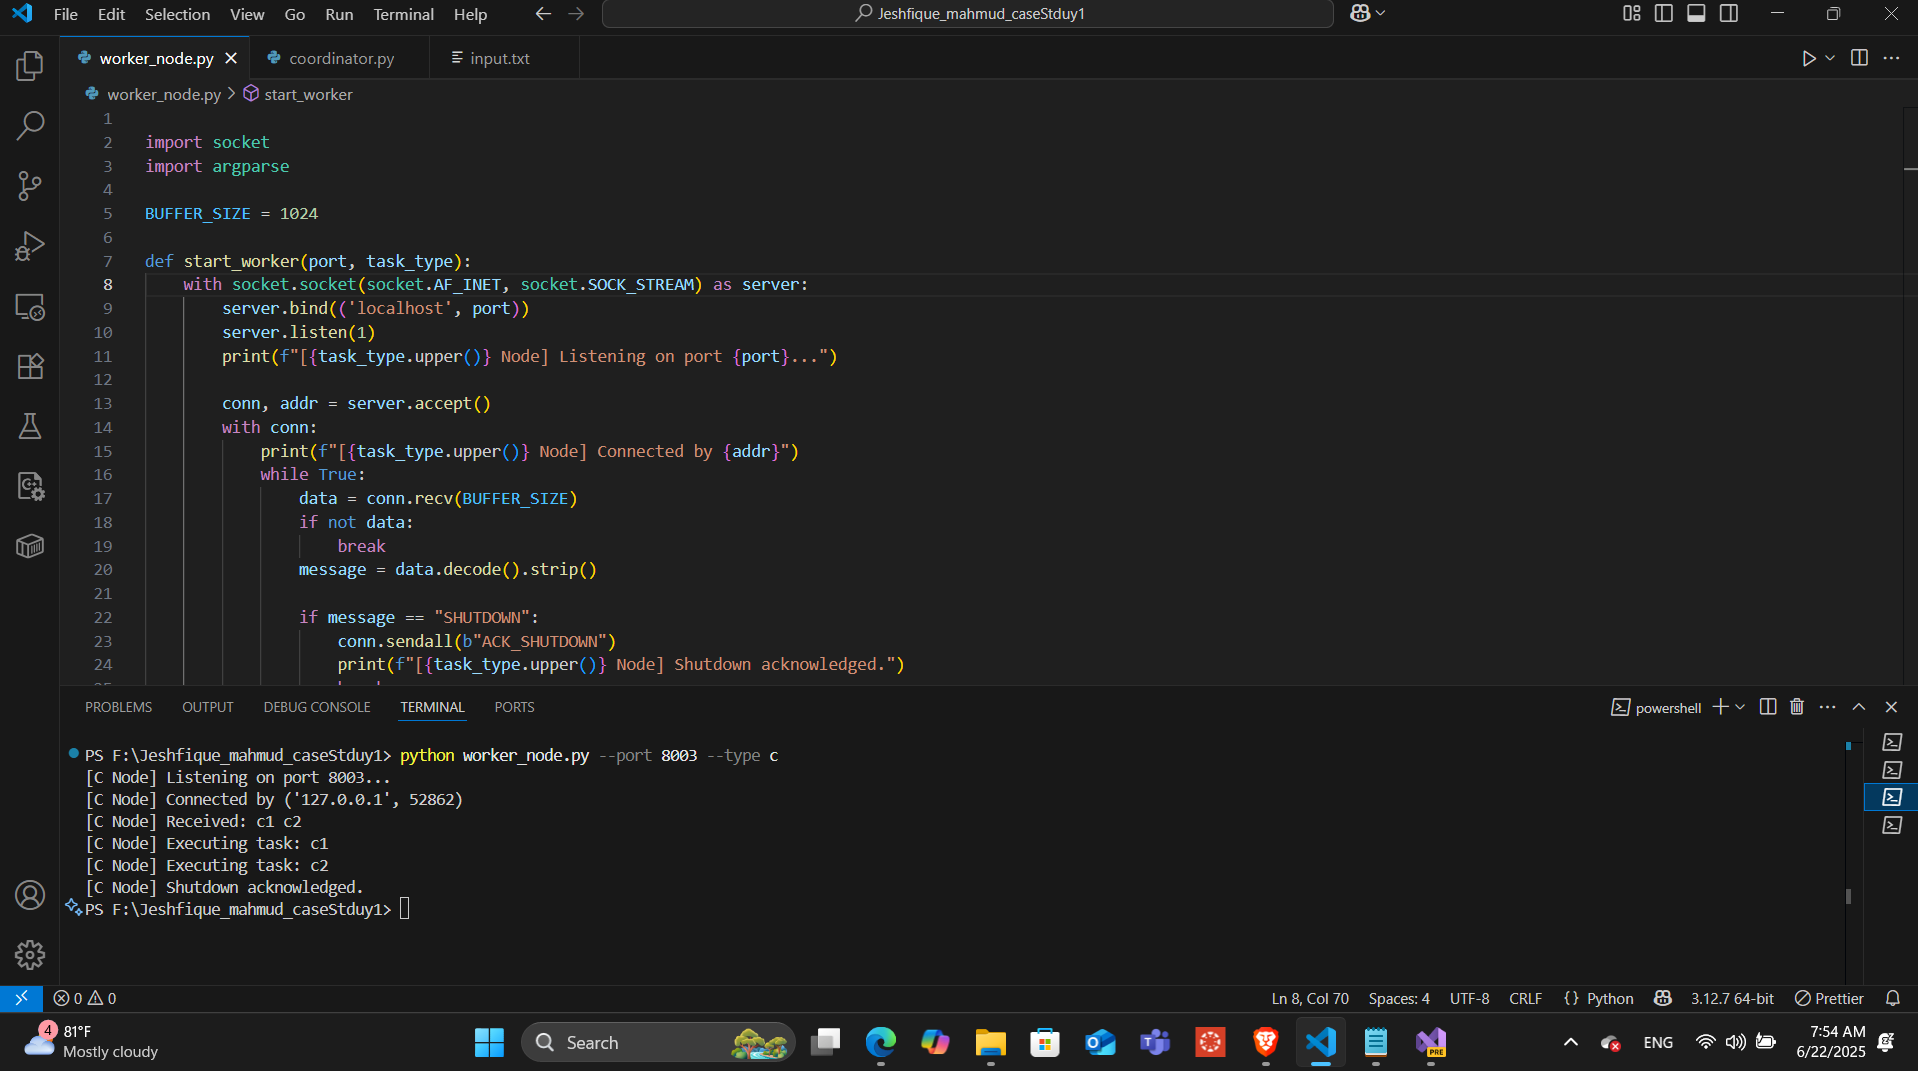 File Edit Selection View Go Run Terminal Help
Jeshfique_mahmud_caseStduy1
worker_node.py
coordinator.py
input.txt
worker_node.py > start_worker
1
2 import socket
3 import argparse
4
5 BUFFER_SIZE = 1024
6
7 def start_worker(port, task_type):
8 with socket.socket(socket.AF_INET, socket.SOCK_STREAM) as server:
9 server.bind(('localhost', port))
10 server.listen(1)
11 print(f"[{task_type.upper()} Node] Listening on port {port}...")
12
13 conn, addr = server.accept()
14 with conn:
15 print(f"[{task_type.upper()} Node] Connected by {addr}")
16 while True:
17 data = conn.recv(BUFFER_SIZE)
18 if not data:
19 break
20 message = data.decode().strip()
21
22 if message == "SHUTDOWN":
23 conn.sendall(b"ACK_SHUTDOWN")
24 print(f"[{task_type.upper()} Node] Shutdown acknowledged.")
PROBLEMS OUTPUT DEBUG CONSOLE TERMINAL PORTS
powershell
PS F:\Jeshfique_mahmud_caseStduy1> python worker_node.py --port 8003 --type c
[C Node] Listening on port 8003...
[C Node] Connected by ('127.0.0.1', 52862)
[C Node] Received: c1 c2
[C Node] Executing task: c1
[C Node] Executing task: c2
[C Node] Shutdown acknowledged.
PS F:\Jeshfique_mahmud_caseStduy1>
0 0
Ln 8, Col 70 Spaces: 4 UTF-8 CRLF {} Python 3.12.7 64-bit Prettier
4
81°F
Mostly cloudy
Search
PRE
ENG
7:54 AM
6/22/2025